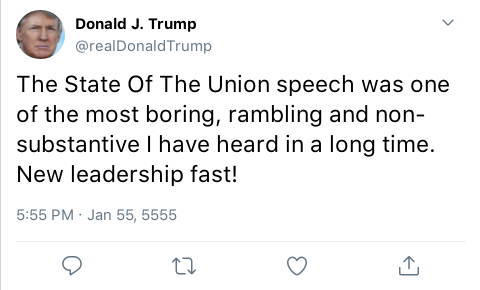 Donald J. Trump
@realDonaldTrump
The State Of The Union speech was one
of the most boring, rambling and non-
substantive I have heard in a long time.
New leadership fast!
5:55 PM · Jan 55, 5555